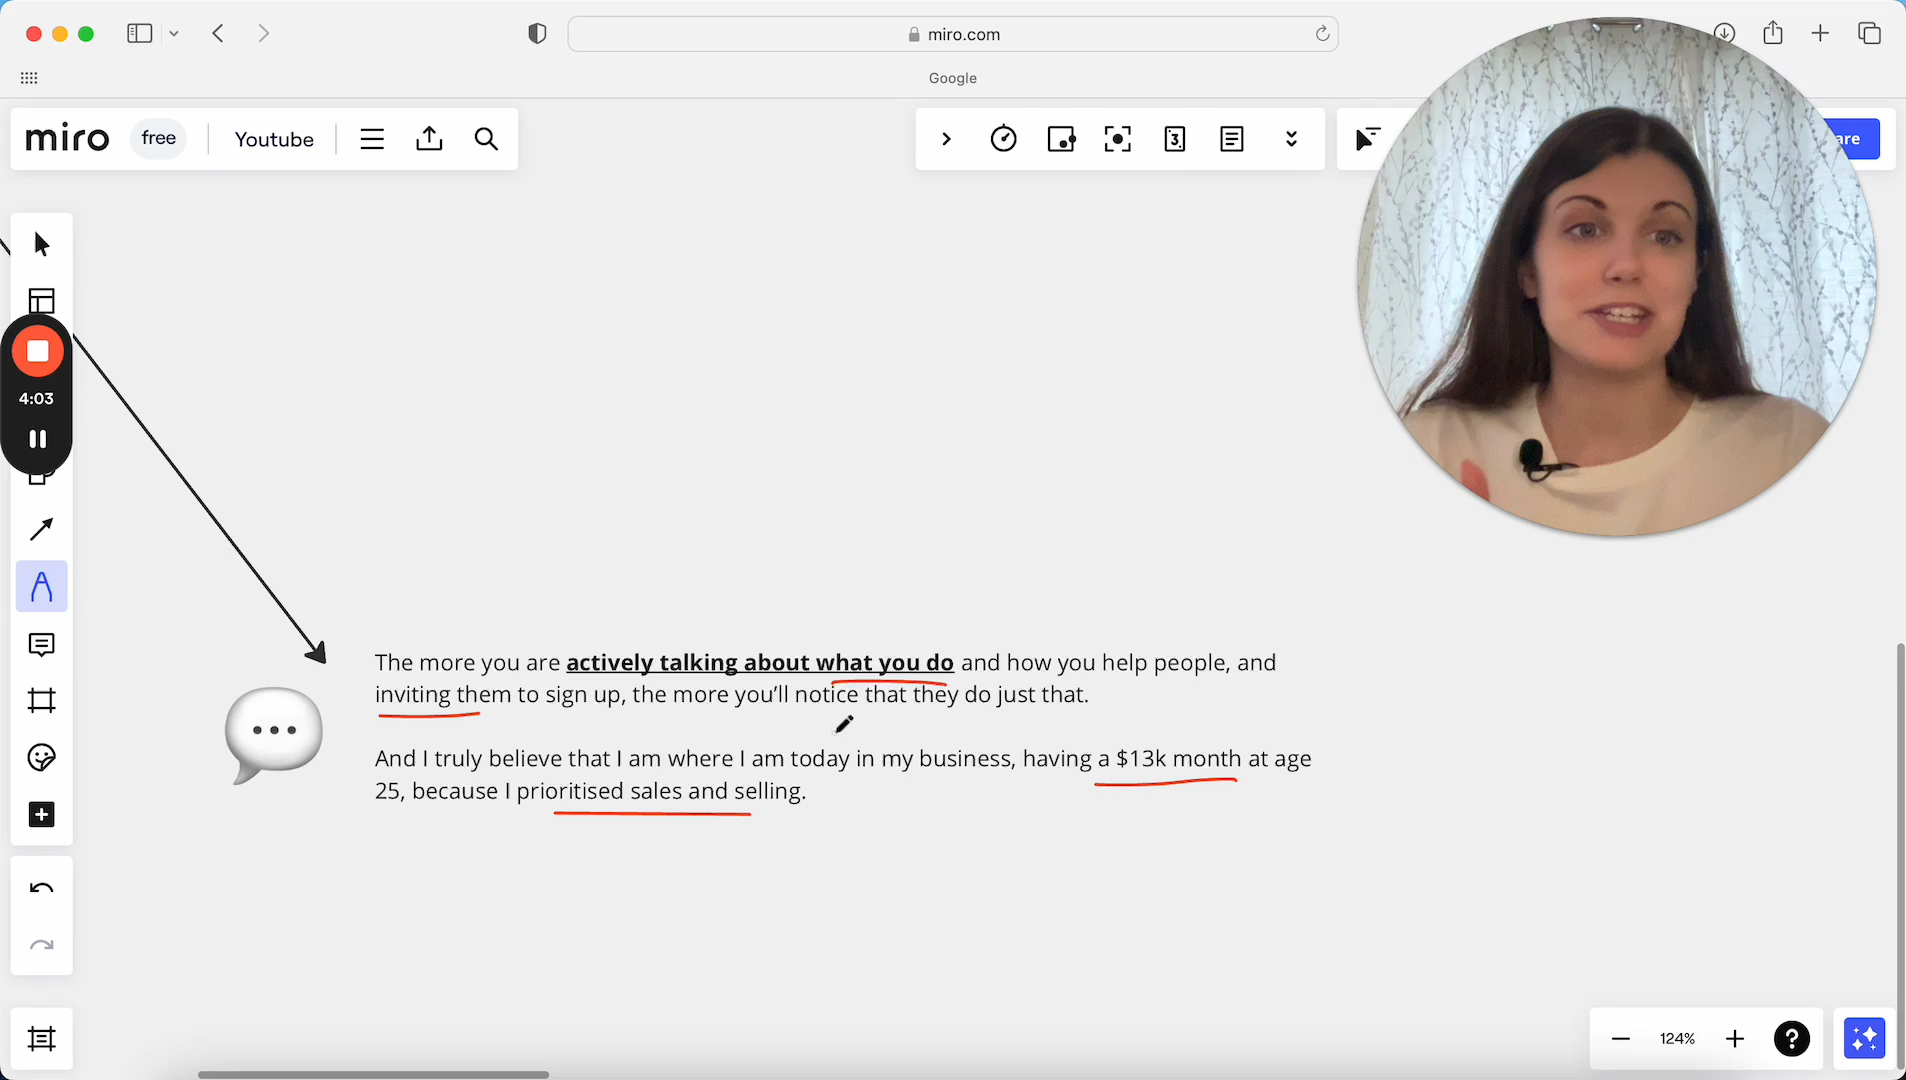 miro.com
Google
miro free Youtube
3
are
4:03
The more you are actively talking about what you do and how you help people, and
inviting them to sign up, the more you’ll notice that they do just that.
And I truly believe that I am where I am today in my business, having a $13k month at age
25, because I prioritised sales and selling.
124%
?